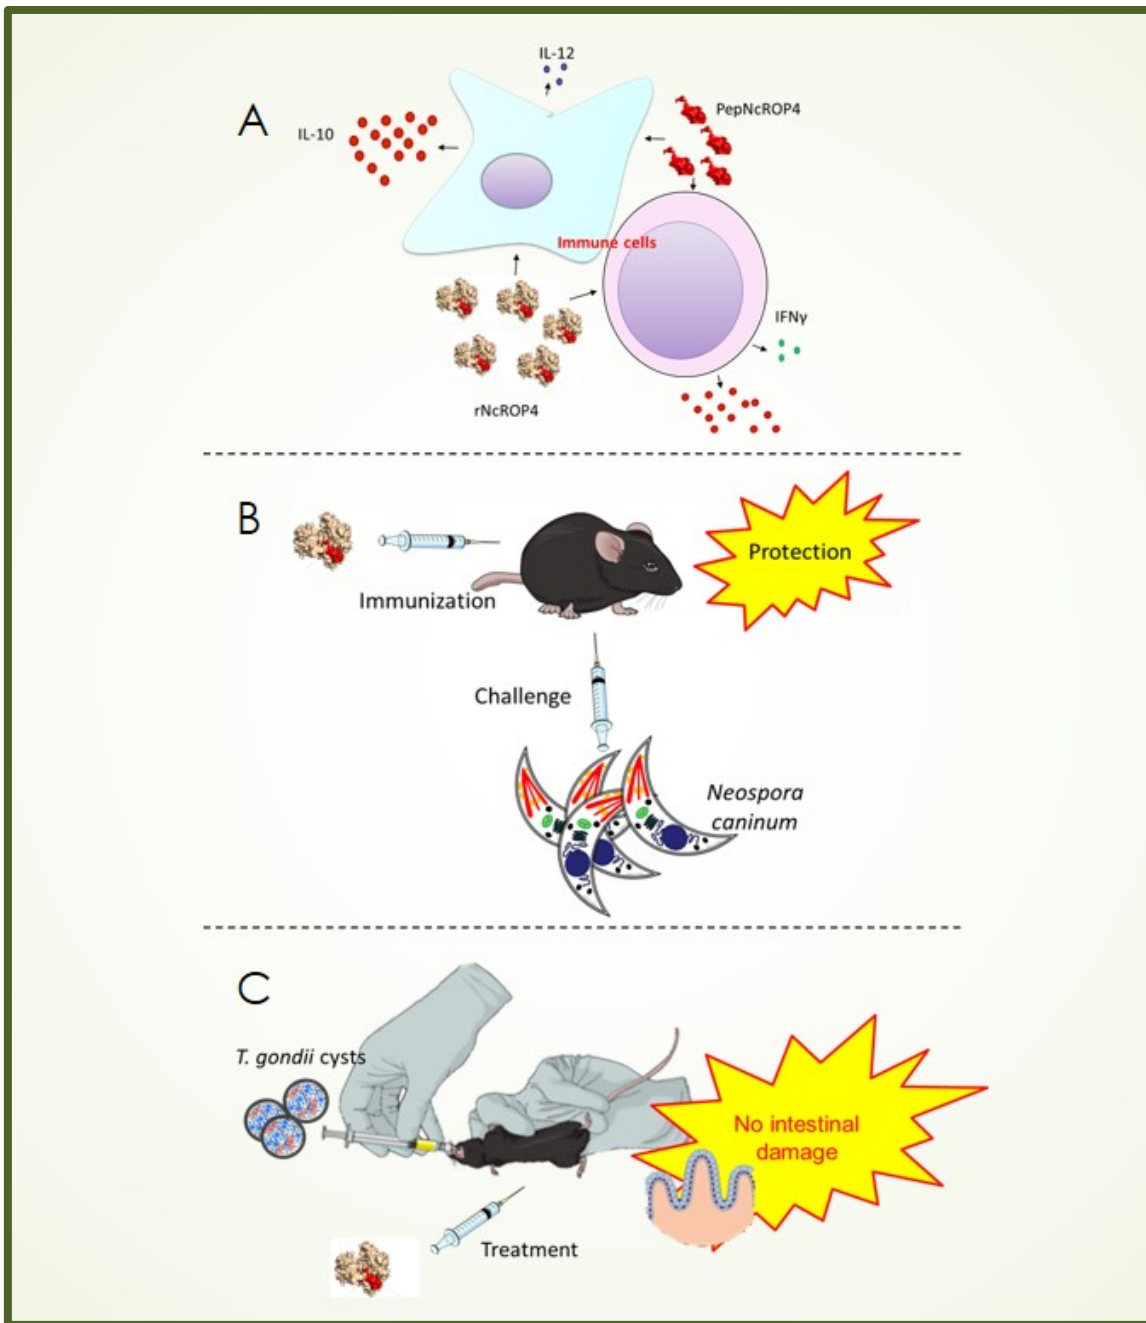 A
IL-12
PepNcROP4
IL-10
Immune cells
IFNγ
rNcROP4
B
Protection
Immunization
Challenge
Neospora
caninum
C
T. gondii cysts
No intestinal
damage
Treatment